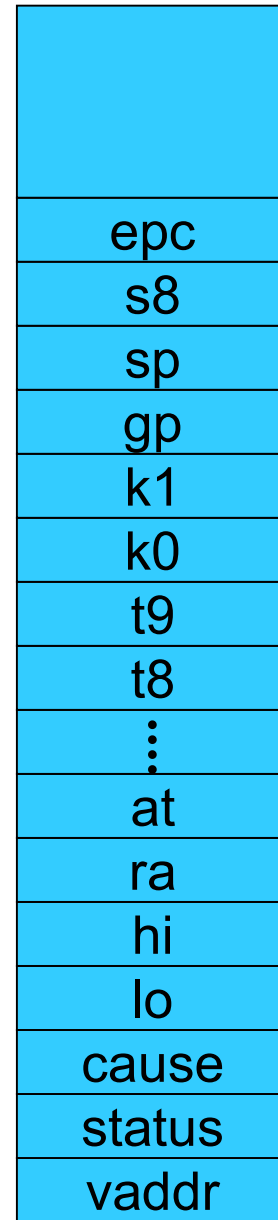 epc
s8
sp
gp
k1
k0
t9
t8
⋮
at
ra
hi
lo
cause
status
vaddr